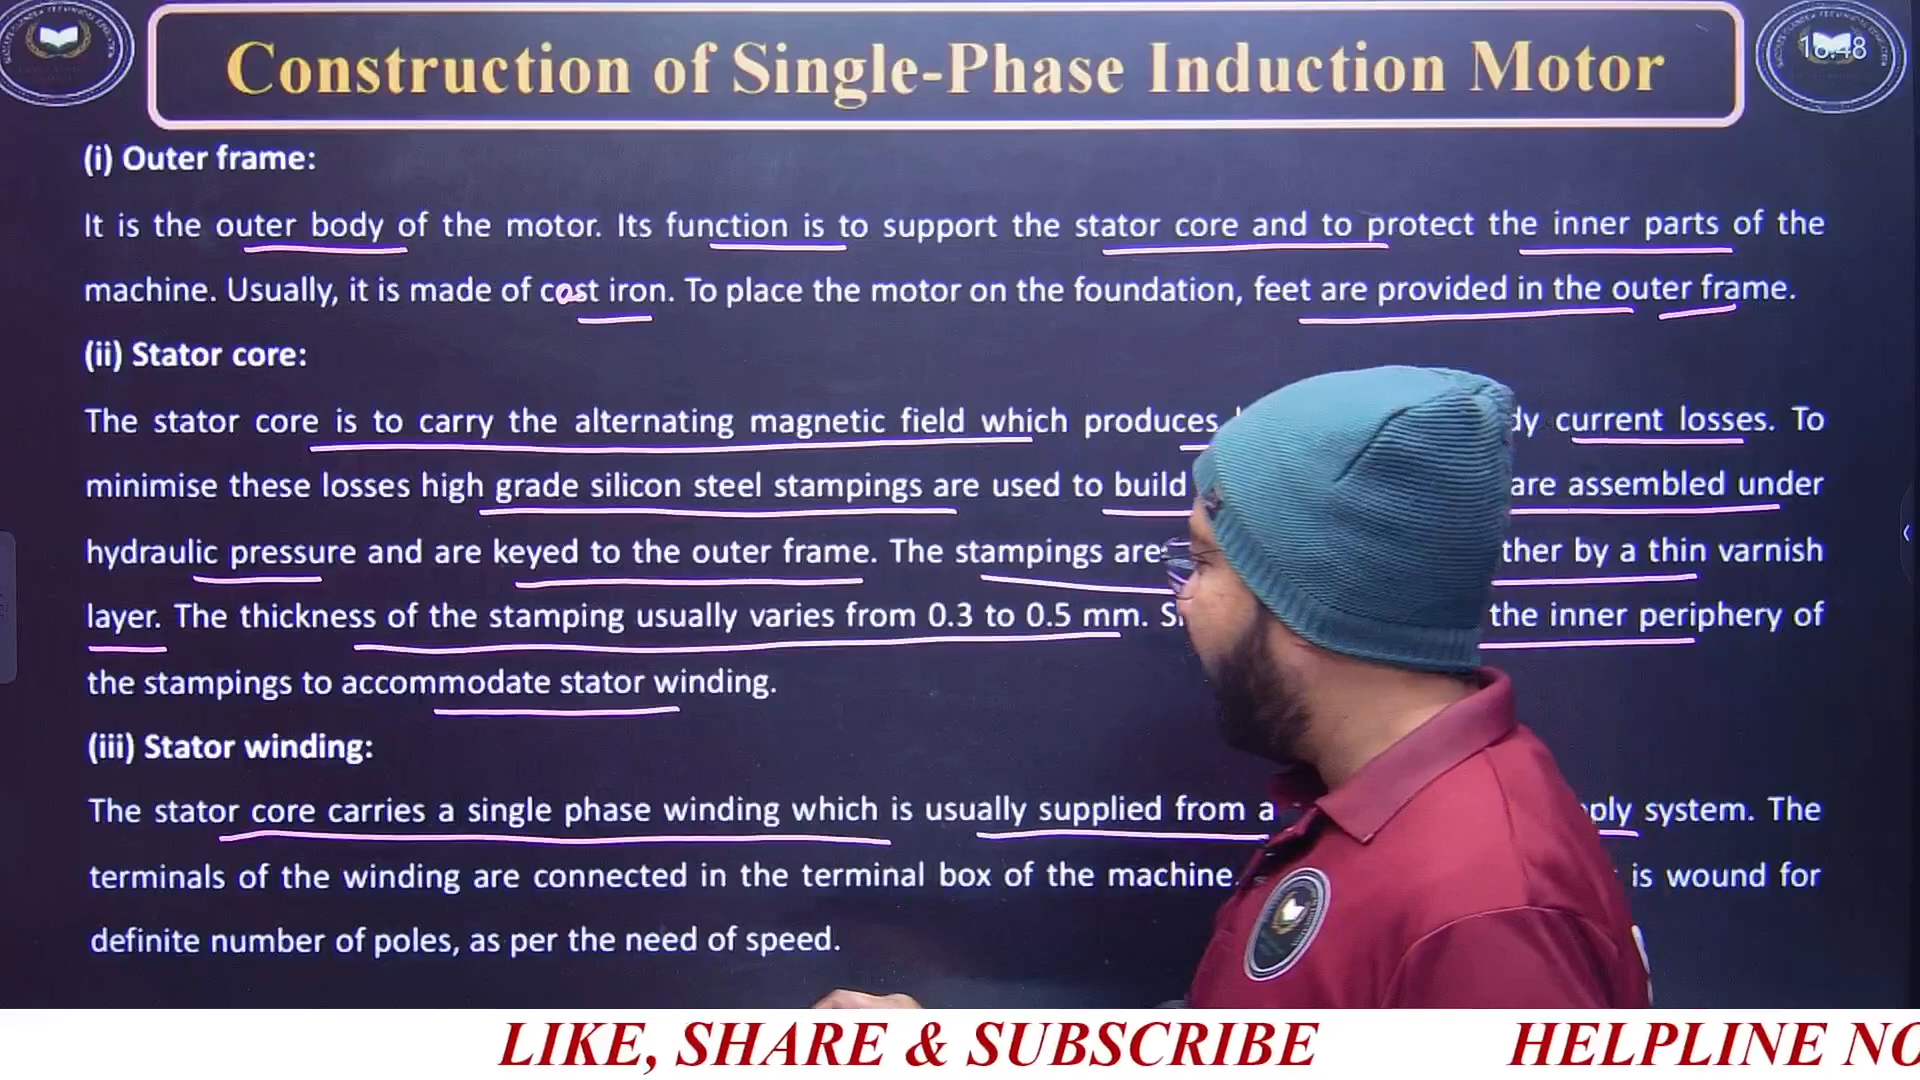 Construction of Single-Phase Induction Motor
16:48
(i) Outer frame:
It is the outer body of the motor. Its function is to support the stator core and to protect the inner parts of the
machine. Usually, it is made of cast iron. To place the motor on the foundation, feet are provided in the outer frame.
(ii) Stator core:
The stator core is to carry the alternating magnetic field which produces current losses. To
minimise these losses high grade silicon steel stampings are used to build are assembled under
hydraulic pressure and are keyed to the outer frame. The stampings are by a thin varnish
layer. The thickness of the stamping usually varies from 0.3 to 0.5 mm. the inner periphery of
the stampings to accommodate stator winding.
(iii) Stator winding:
The stator core carries a single phase winding which is usually supplied from a system. The
terminals of the winding are connected in the terminal box of the machine. is wound for
definite number of poles, as per the need of speed.
LIKE, SHARE & SUBSCRIBE HELPLINE NO